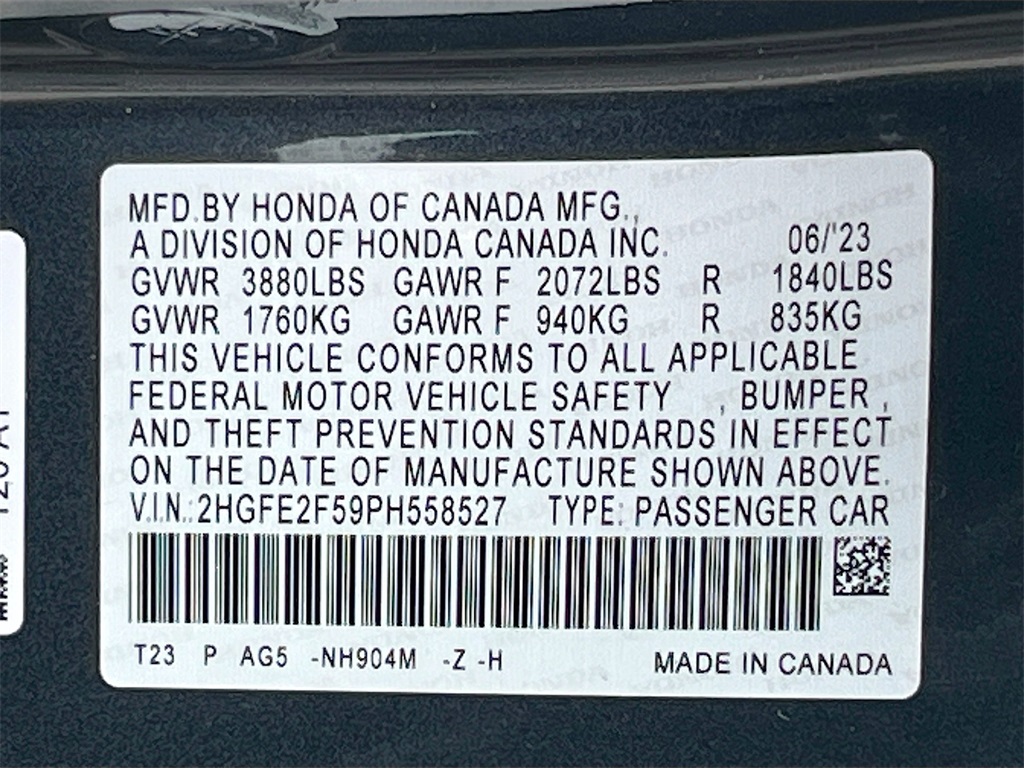 MFD.BY HONDA OF CANADA MFG.,
A DIVISION OF HONDA CANADA INC. 06/'23
GVWR 3880LBS GAWR F 2072LBS R 1840LBS
GVWR 1760KG GAWR F 940KG R 835KG
THIS VEHICLE CONFORMS TO ALL APPLICABLE
FEDERAL MOTOR VEHICLE SAFETY , BUMPER ,
AND THEFT PREVENTION STANDARDS IN EFFECT
ON THE DATE OF MANUFACTURE SHOWN ABOVE.
V.I.N.:2HGFE2F59PH558527 TYPE: PASSENGER CAR
T23 P AG5 -NH904M -Z -H MADE IN CANADA